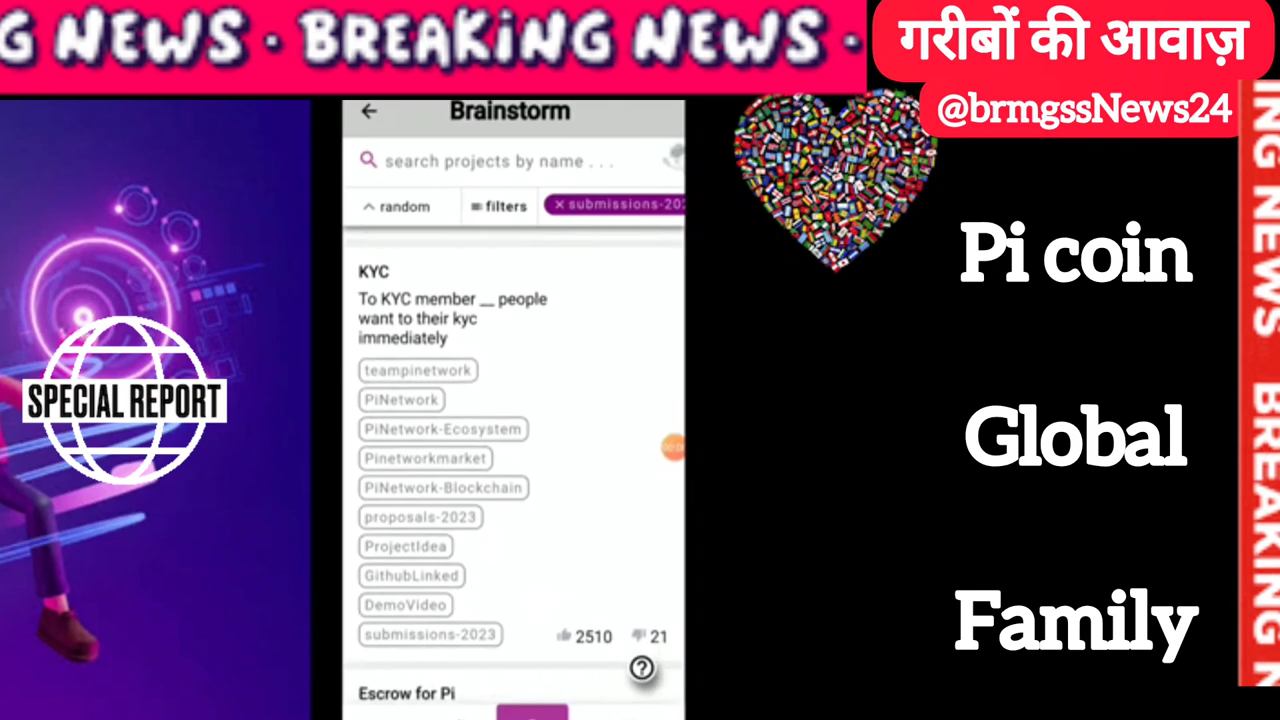 G NEWS · BREAKING NEWS ·
गरीबों की आवाज़
@brmgssNews24
SPECIAL REPORT
Brainstorm
search projects by name . . .
random
filters
× submissions-202
KYC
To KYC member __ people
want to their kyc
immediately
teampinetwork
PiNetwork
PiNetwork-Ecosystem
Pinetworkmarket
PiNetwork-Blockchain
proposals-2023
ProjectIdea
GithubLinked
DemoVideo
submissions-2023
2510
21
?
Escrow for Pi
Pi coin
Global
Family
ING NEWS BREAKING N